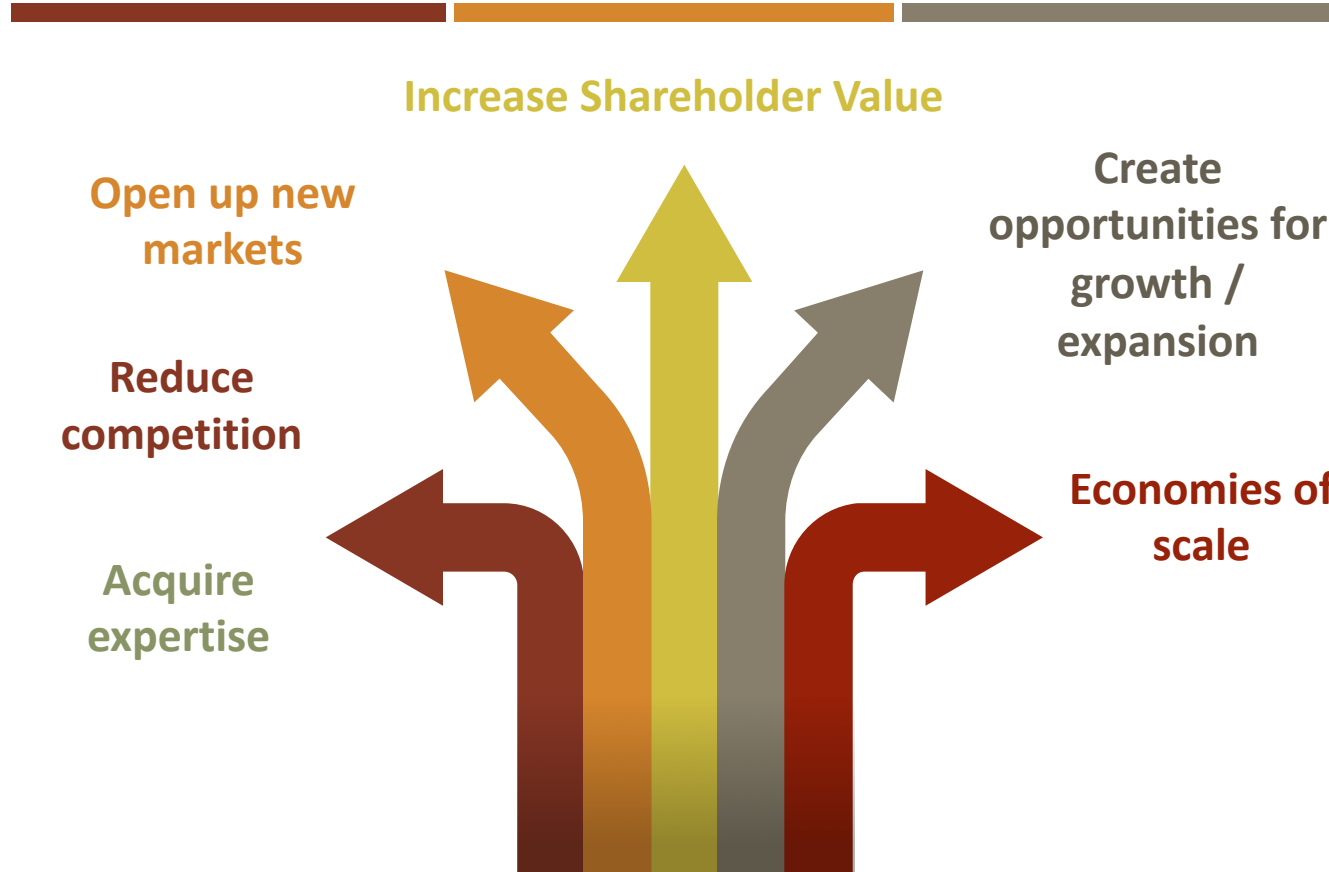 Increase Shareholder Value
Open up new
markets
Create
opportunities for
growth /
expansion
Reduce
competition
Economies of
scale
Acquire
expertise